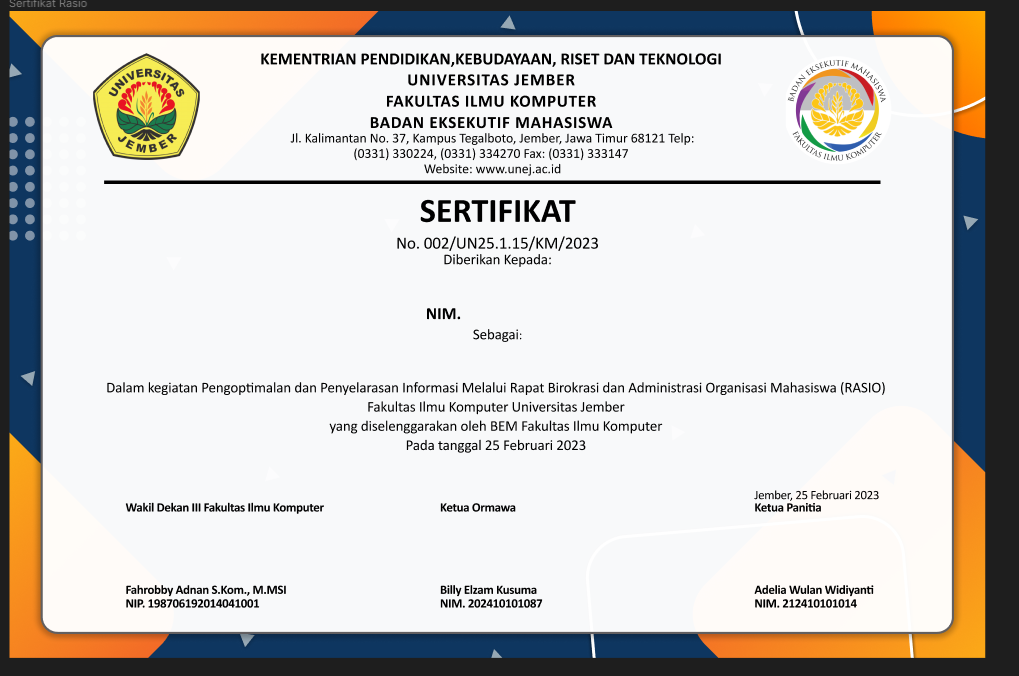 Sertifikat Rasio
KEMENTRIAN PENDIDIKAN,KEBUDAYAAN, RISET DAN TEKNOLOGI
UNIVERSITAS JEMBER
FAKULTAS ILMU KOMPUTER
BADAN EKSEKUTIF MAHASISWA
Jl. Kalimantan No. 37, Kampus Tegalboto, Jember, Jawa Timur 68121 Telp:
(0331) 330224, (0331) 334270 Fax: (0331) 333147
Website: www.unej.ac.id
UNIVERSITAS
JEMBER
BADAN EKSEKUTIF MAHASISWA
FAKULTAS ILMU KOMPUTER
SERTIFIKAT
No. 002/UN25.1.15/KM/2023
Diberikan Kepada:
NIM.
Sebagai:
Dalam kegiatan Pengoptimalan dan Penyelarasan Informasi Melalui Rapat Birokrasi dan Administrasi Organisasi Mahasiswa (RASIO)
Fakultas Ilmu Komputer Universitas Jember
yang diselenggarakan oleh BEM Fakultas Ilmu Komputer
Pada tanggal 25 Februari 2023
Jember, 25 Februari 2023
Wakil Dekan III Fakultas Ilmu Komputer
Ketua Ormawa
Ketua Panitia
Fahrobby Adnan S.Kom., M.MSI
NIP. 198706192014041001
Billy Elzam Kusuma
NIM. 202410101087
Adelia Wulan Widiyanti
NIM. 212410101014